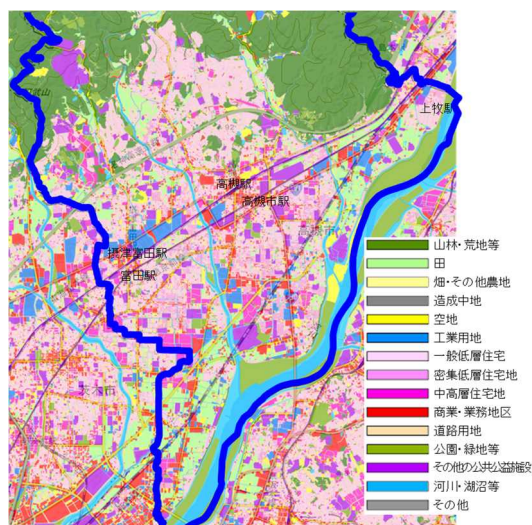 上牧駅
高槻駅
高槻市駅
高槻市
摂津富田駅
富田駅
茨木市
山林・荒地等
田
畑・その他農地
造成中地
空地
工業用地
一般低層住宅
密集低層住宅地
中高層住宅地
商業・業務地区
道路用地
公園・緑地等
その他の公共公益施設
河川・湖沼等
その他